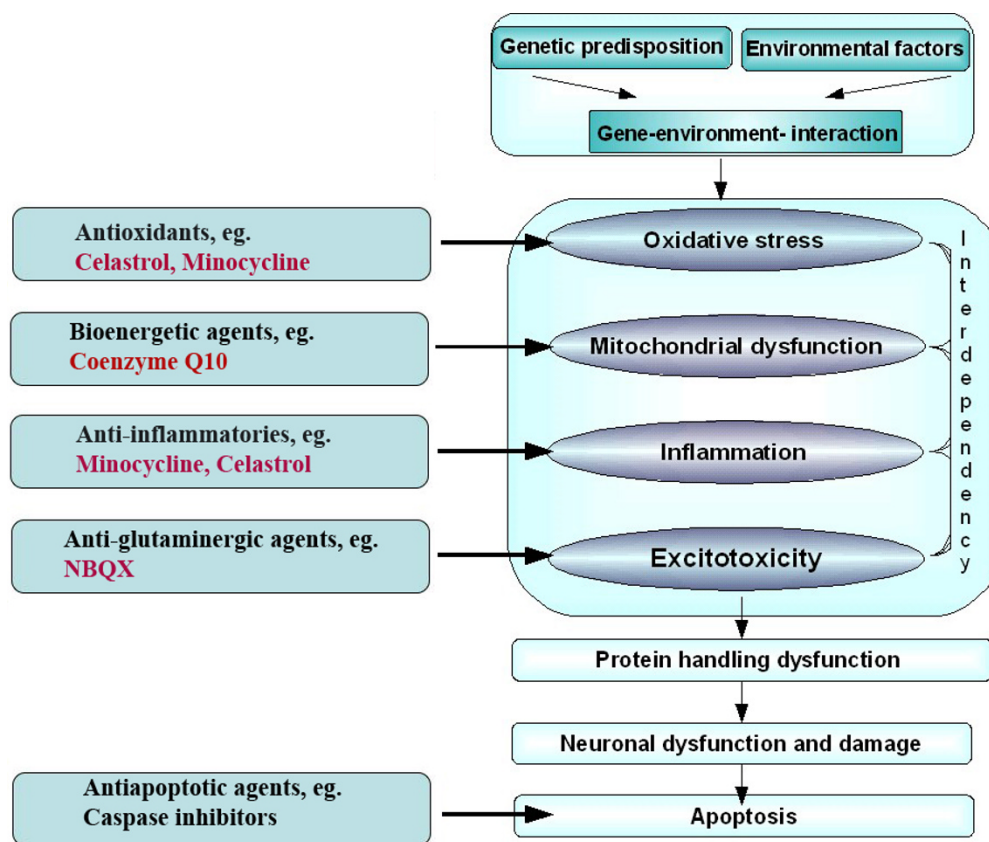 Genetic predisposition
Environmental factors
Gene-environment- interaction
Antioxidants, eg.
Celastrol, Minocycline
Oxidative stress
Bioenergetic agents, eg.
Coenzyme Q10
Mitochondrial dysfunction
Anti-inflammatories, eg.
Minocycline, Celastrol
Inflammation
Anti-glutaminergic agents, eg.
NBQX
Excitotoxicity
Interdependency
Protein handling dysfunction
Neuronal dysfunction and damage
Antiapoptotic agents, eg.
Caspase inhibitors
Apoptosis